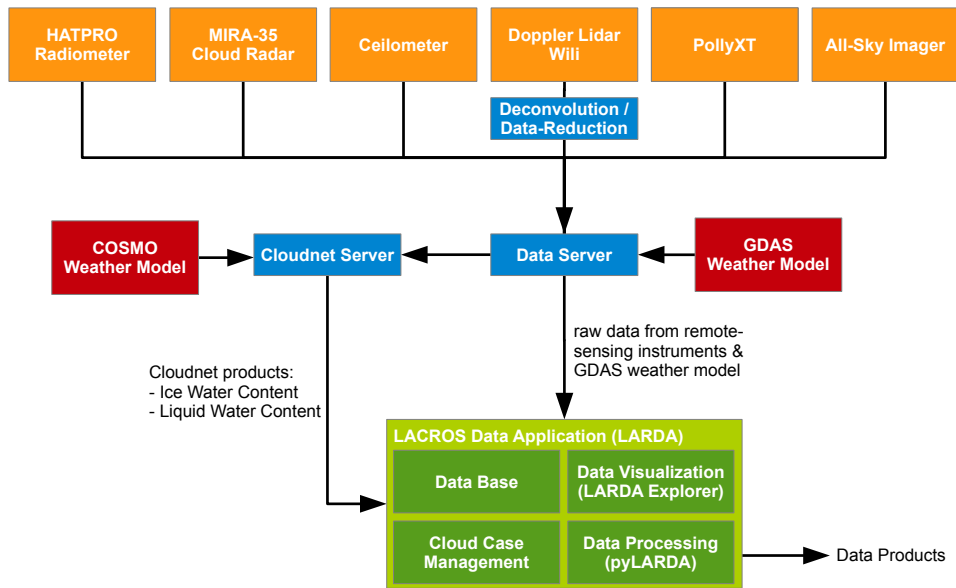 HATPRO
Radiometer
MIRA-35
Cloud Radar
Ceilometer
Doppler Lidar
Wili
PollyXT
All-Sky Imager
Deconvolution /
Data-Reduction
COSMO
Weather Model
Cloudnet Server
Data Server
GDAS
Weather Model
raw data from remote-
sensing instruments &
GDAS weather model
Cloudnet products:
- Ice Water Content
- Liquid Water Content
LACROS Data Application (LARDA)
Data Base
Data Visualization
(LARDA Explorer)
Cloud Case
Management
Data Processing
(pyLARDA)
Data Products